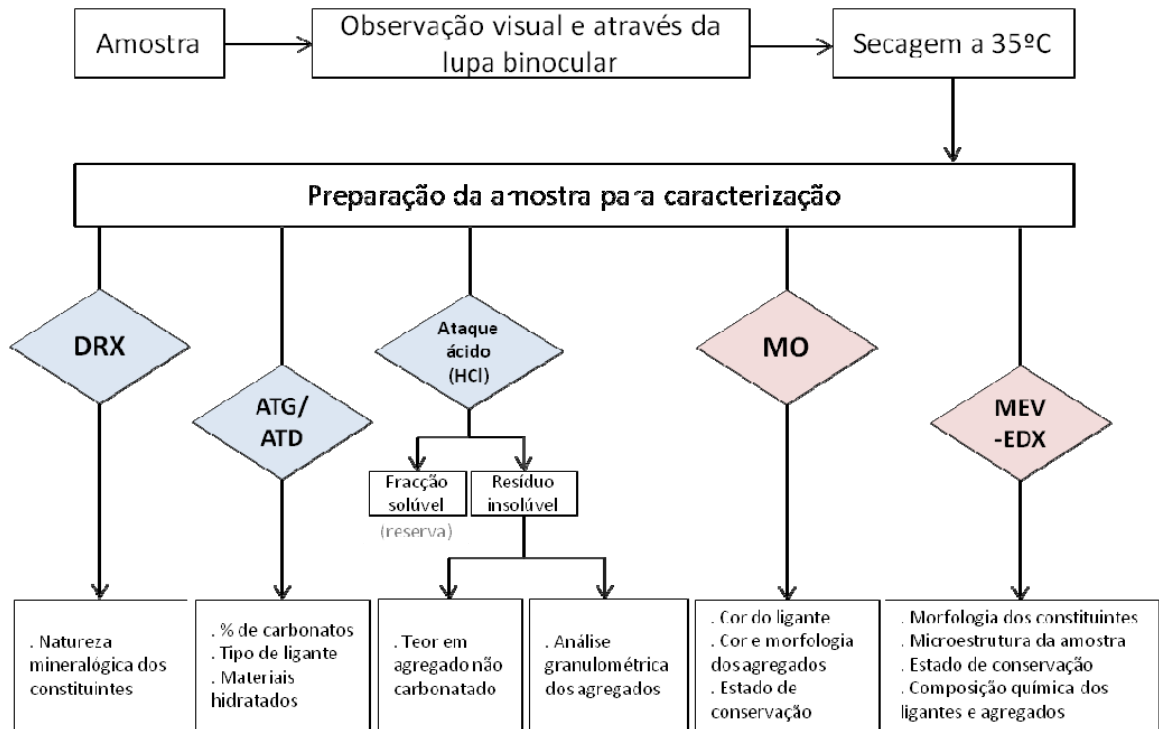 Amostra
Observação visual e através da
lupa binocular
Secagem a 35ºC
Preparação da amostra para caracterização
DRX
ATG/
ATD
Ataque
ácido
(HCl)
MO
MEV
-EDX
Fracção
solúvel
(reserva)
Resíduo
insolúvel
. Natureza
mineralógica dos
constituintes
. % de carbonatos
. Tipo de ligante
. Materiais
hidratados
. Teor em
agregado não
carbonatado
. Análise
granulométrica
dos agregados
. Cor do ligante
. Cor e morfologia
dos agregados
. Estado de
conservação
. Morfologia dos constituintes
. Microestrutura da amostra
. Estado de conservação
. Composição química dos
ligantes e agregados